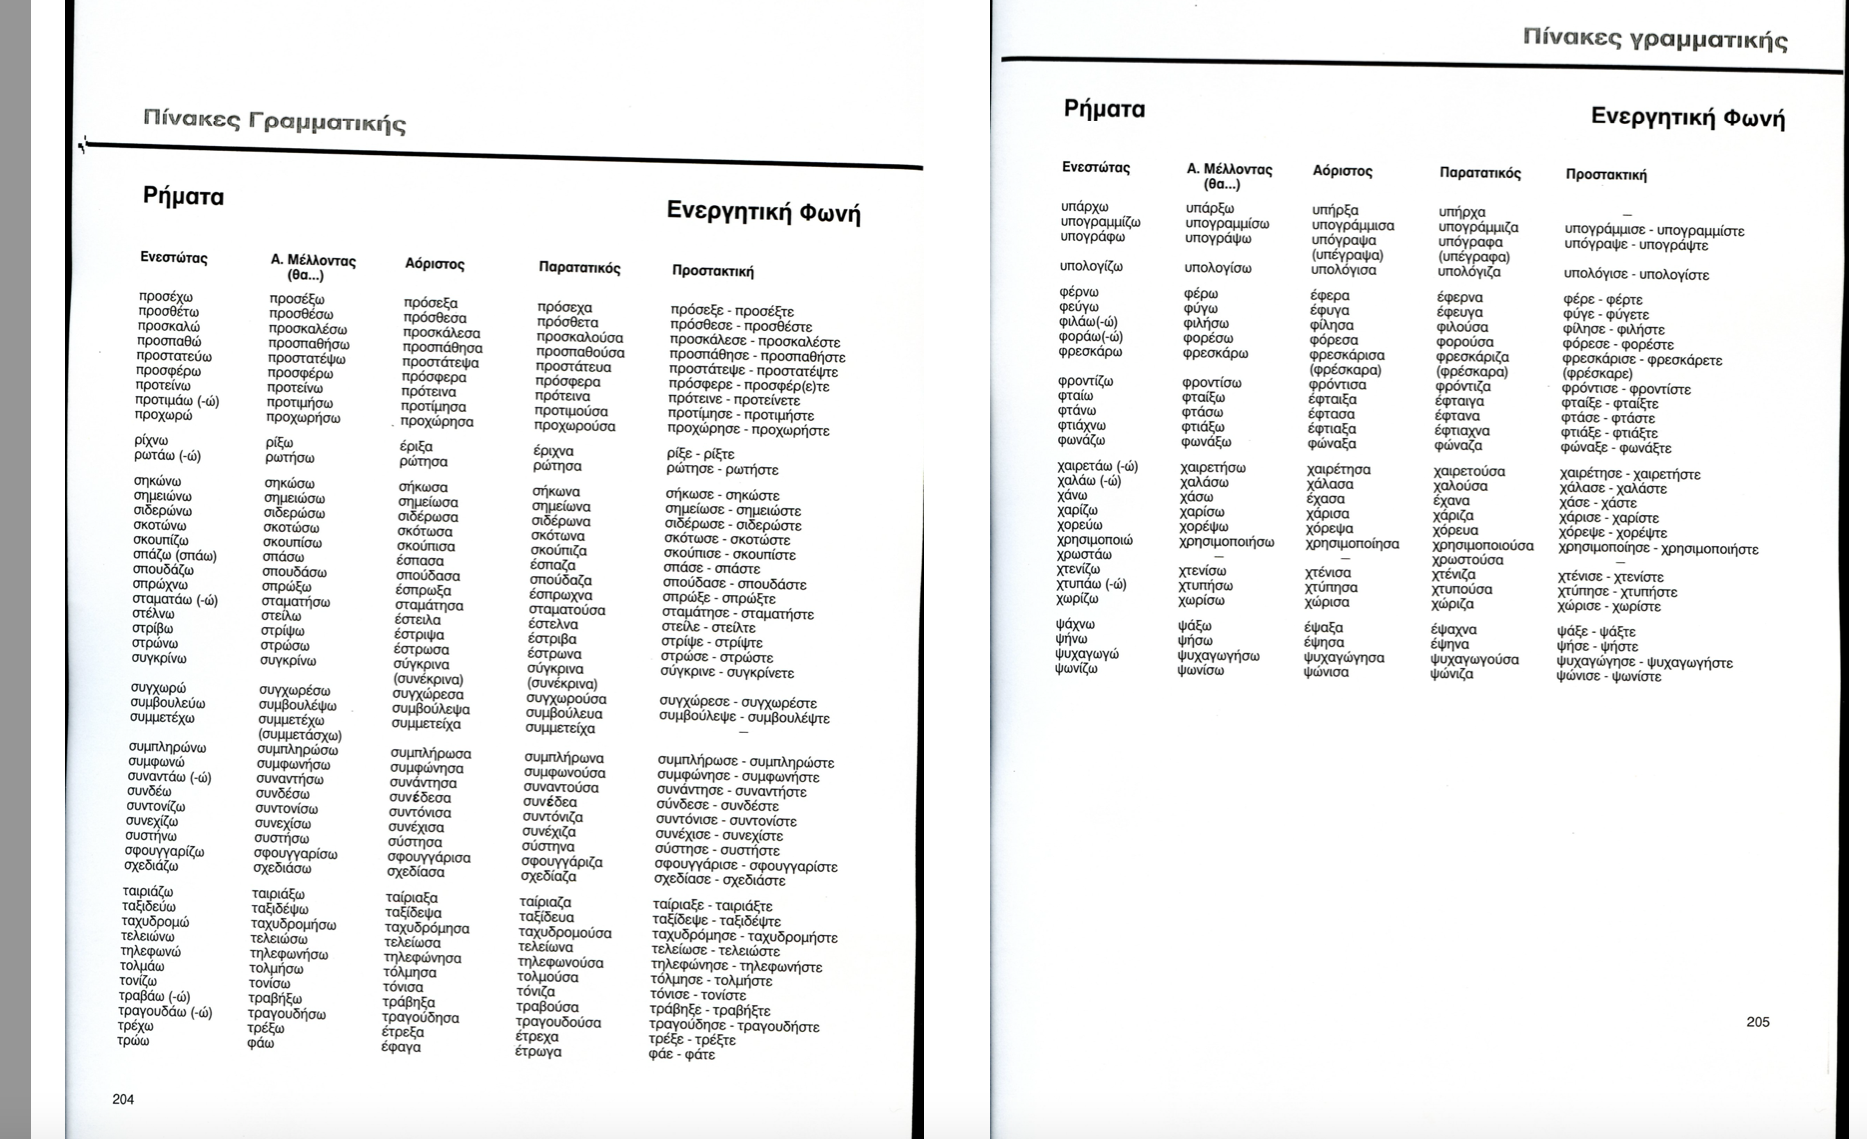 Πίνακες Γραμματικής
Ρήματα Ενεργητική Φωνή
Ενεστώτας Α. Μέλλοντας (θα...) Αόριστος Παρατατικός Προστακτική
προσέχω προσέξω πρόσεξα πρόσεχα πρόσεξε - προσέξτε
προσθέτω προσθέσω πρόσθεσα πρόσθετα πρόσθεσε - προσθέστε
προσκαλώ προσκαλέσω προσκάλεσα προσκαλούσα προσκάλεσε - προσκαλέστε
προσπαθώ προσπαθήσω προσπάθησα προσπαθούσα προσπάθησε - προσπαθήστε
προστατεύω προστατέψω προστάτεψα προστάτευα προστάτεψε - προστατέψτε
προσφέρω προσφέρω πρόσφερα πρόσφερα πρόσφερε - προσφέρ(ε)τε
προτείνω προτείνω πρότεινα πρότεινα πρότεινε - προτείνετε
προτιμάω (-ώ) προτιμήσω προτίμησα προτιμούσα προτίμησε - προτιμήστε
προχωρώ προχωρήσω προχώρησα προχωρούσα προχώρησε - προχωρήστε
ρίχνω ρίξω έριξα έριχνα ρίξε - ρίξτε
ρωτάω (-ώ) ρωτήσω ρώτησα ρώτησα ρώτησε - ρωτήστε
σηκώνω σηκώσω σήκωσα σήκωνα σήκωσε - σηκώστε
σημειώνω σημειώσω σημείωσα σημείωνα σημείωσε - σημειώστε
σιδερώνω σιδερώσω σιδέρωσα σιδέρωνα σιδέρωσε - σιδερώστε
σκοτώνω σκοτώσω σκότωσα σκότωνα σκότωσε - σκοτώστε
σκουπίζω σκουπίσω σκούπισα σκούπιζα σκούπισε - σκουπίστε
σπάζω (σπάω) σπάσω έσπασα έσπαζα σπάσε - σπάστε
σπουδάζω σπουδάσω σπούδασα σπούδαζα σπούδασε - σπουδάστε
σπρώχνω σπρώξω έσπρωξα έσπρωχνα σπρώξε - σπρώξτε
σταματάω (-ώ) σταματήσω σταμάτησα σταματούσα σταμάτησε - σταματήστε
στέλνω στείλω έστειλα έστελνα στείλε - στείλτε
στρίβω στρίψω έστριψα έστριβα στρίψε - στρίψτε
στρώνω στρώσω έστρωσα έστρωνα στρώσε - στρώστε
συγκρίνω συγκρίνω σύγκρινα σύγκρινα σύγκρινε - συγκρίνετε
(συνέκρινα) (συνέκρινα)
συγχωρώ συγχωρέσω συγχώρεσα συγχωρούσα συγχώρεσε - συγχωρέστε
συμβουλεύω συμβουλέψω συμβούλεψα συμβούλευα συμβούλεψε - συμβουλέψτε
συμμετέχω συμμετέχω συμμετείχα συμμετείχα –
(συμμετάσχω)
συμπληρώνω συμπληρώσω συμπλήρωσα συμπλήρωνα συμπλήρωσε - συμπληρώστε
συμφωνώ συμφωνήσω συμφώνησα συμφωνούσα συμφώνησε - συμφωνήστε
συναντάω (-ώ) συναντήσω συνάντησα συναντούσα συνάντησε - συναντήστε
συνδέω συνδέσω συνέδεσα συνέδεα σύνδεσε - συνδέστε
συντονίζω συντονίσω συντόνισα συντόνιζα συντόνισε - συντονίστε
συνεχίζω συνεχίσω συνέχισα συνέχιζα συνέχισε - συνεχίστε
συστήνω συστήσω σύστησα σύστηνα σύστησε - συστήστε
σφουγγαρίζω σφουγγαρίσω σφουγγάρισα σφουγγάριζα σφουγγάρισε - σφουγγαρίστε
σχεδιάζω σχεδιάσω σχεδίασα σχεδίαζα σχεδίασε - σχεδιάστε
ταιριάζω ταιριάξω ταίριαξα ταίριαζα ταίριαξε - ταιριάξτε
ταξιδεύω ταξιδέψω ταξίδεψα ταξίδευα ταξίδεψε - ταξιδέψτε
ταχυδρομώ ταχυδρομήσω ταχυδρόμησα ταχυδρομούσα ταχυδρόμησε - ταχυδρομήστε
τελειώνω τελειώσω τελείωσα τελείωνα τελείωσε - τελειώστε
τηλεφωνώ τηλεφωνήσω τηλεφώνησα τηλεφωνούσα τηλεφώνησε - τηλεφωνήστε
τολμάω τολμήσω τόλμησα τολμούσα τόλμησε - τολμήστε
τονίζω τονίσω τόνισα τόνιζα τόνισε - τονίστε
τραβάω (-ώ) τραβήξω τράβηξα τραβούσα τράβηξε - τραβήξτε
τραγουδάω (-ώ) τραγουδήσω τραγούδησα τραγουδούσα τραγούδησε - τραγουδήστε
τρέχω τρέξω έτρεξα έτρεχα τρέξε - τρέξτε
τρώω φάω έφαγα έτρωγα φάε - φάτε
204
Πίνακες γραμματικής
Ρήματα Ενεργητική Φωνή
Ενεστώτας Α. Μέλλοντας (θα...) Αόριστος Παρατατικός Προστακτική
υπάρχω υπάρξω υπήρξα υπήρχα –
υπογραμμίζω υπογραμμίσω υπογράμμισα υπογράμμιζα υπογράμμισε - υπογραμμίστε
υπογράφω υπογράψω υπόγραψα υπόγραφα υπόγραψε - υπογράψτε
(υπέγραψα) (υπέγραφα)
υπολογίζω υπολογίσω υπολόγισα υπολόγιζα υπολόγισε - υπολογίστε
φέρνω φέρω έφερα έφερνα φέρε - φέρτε
φεύγω φύγω έφυγα έφευγα φύγε - φύγετε
φιλάω(-ώ) φιλήσω φίλησα φιλούσα φίλησε - φιλήστε
φοράω(-ώ) φορέσω φόρεσα φορούσα φόρεσε - φορέστε
φρεσκάρω φρεσκάρω φρεσκάρισα φρεσκάριζα φρεσκάρισε - φρεσκάρετε
(φρέσκαρα) (φρέσκαρα) (φρέσκαρε)
φροντίζω φροντίσω φρόντισα φρόντιζα φρόντισε - φροντίστε
φταίω φταίξω έφταιξα έφταιγα φταίξε - φταίξτε
φτάνω φτάσω έφτασα έφτανα φτάσε - φτάστε
φτιάχνω φτιάξω έφτιαξα έφτιαχνα φτιάξε - φτιάξτε
φωνάζω φωνάξω φώναξα φώναζα φώναξε - φωνάξτε
χαιρετάω (-ώ) χαιρετήσω χαιρέτησα χαιρετούσα χαιρέτησε - χαιρετήστε
χαλάω (-ώ) χαλάσω χάλασα χαλούσα χάλασε - χαλάστε
χάνω χάσω έχασα έχανα χάσε - χάστε
χαρίζω χαρίσω χάρισα χάριζα χάρισε - χαρίστε
χορεύω χορέψω χόρεψα χόρευα χόρεψε - χορέψτε
χρησιμοποιώ χρησιμοποιήσω χρησιμοποίησα χρησιμοποιούσα χρησιμοποίησε - χρησιμοποιήστε
χρωστάω – – χρωστούσα –
χτενίζω χτενίσω χτένισα χτένιζα χτένισε - χτενίστε
χτυπάω (-ώ) χτυπήσω χτύπησα χτυπούσα χτύπησε - χτυπήστε
χωρίζω χωρίσω χώρισα χώριζα χώρισε - χωρίστε
ψάχνω ψάξω έψαξα έψαχνα ψάξε - ψάξτε
ψήνω ψήσω έψησα έψηνα ψήσε - ψήστε
ψυχαγωγώ ψυχαγωγήσω ψυχαγώγησα ψυχαγωγούσα ψυχαγώγησε - ψυχαγωγήστε
ψωνίζω ψωνίσω ψώνισα ψώνιζα ψώνισε - ψωνίστε
205